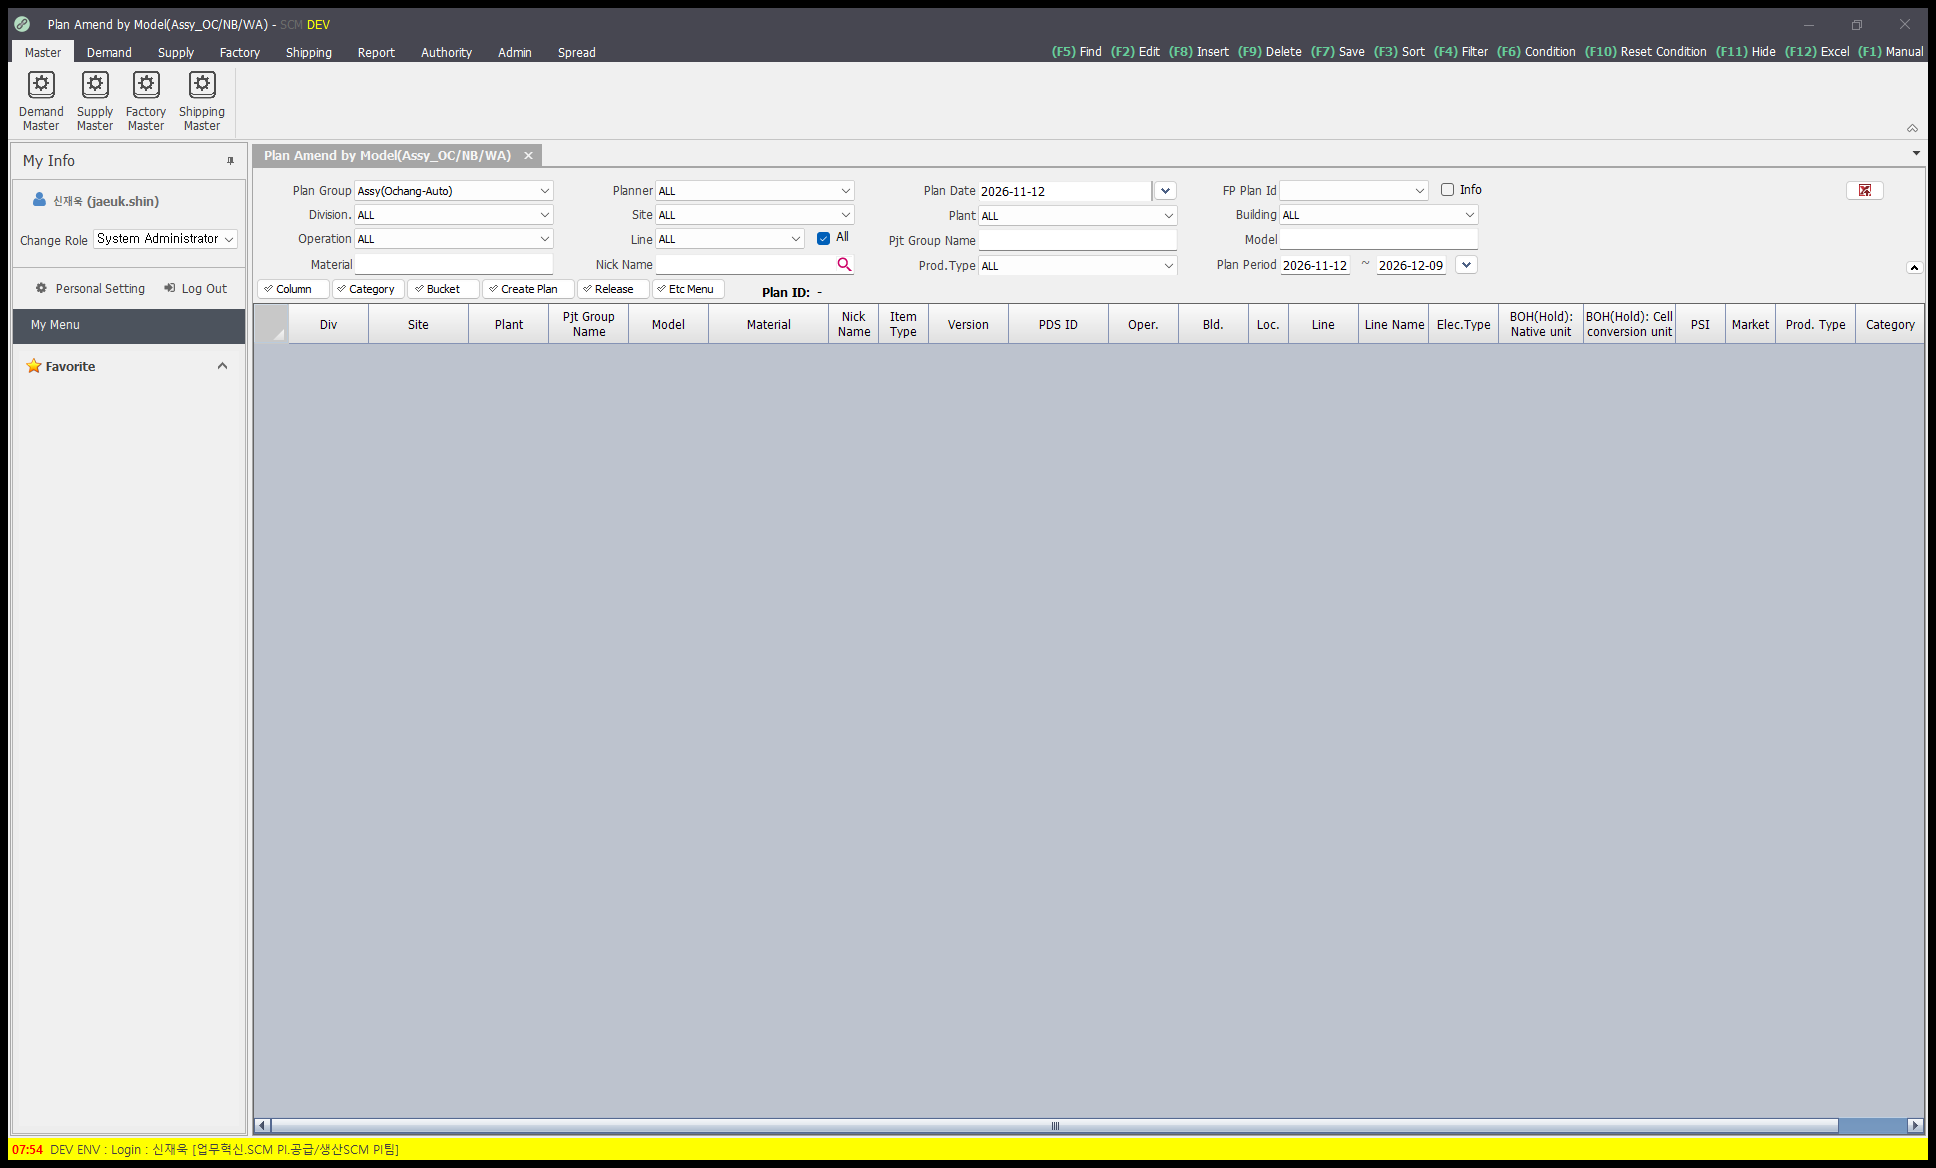 Plan Amend by Model(Assy_OC/NB/WA) - SCM DEV
Master Demand Supply Factory Shipping Report Authority Admin Spread
(F5) Find (F2) Edit (F8) Insert (F9) Delete (F7) Save (F3) Sort (F4) Filter (F6) Condition (F10) Reset Condition (F11) Hide (F12) Excel (F1) Manual
Demand Master
Supply Master
Factory Master
Shipping Master
My Info
신재욱 (jaeuk.shin)
Change Role System Administrator
Personal Setting Log Out
My Menu
Favorite
Plan Amend by Model(Assy_OC/NB/WA)
Plan Group Assy(Ochang-Auto) Planner ALL Plan Date 2026-11-12 FP Plan Id Info
Division. ALL Site ALL Plant ALL Building ALL
Operation ALL Line ALL All Pjt Group Name Model
Material Nick Name Prod.Type ALL Plan Period 2026-11-12 ~ 2026-12-09
Column Category Bucket Create Plan Release Etc Menu Plan ID: -
Div Site Plant Pjt Group Name Model Material Nick Name Item Type Version PDS ID Oper. Bld. Loc. Line Line Name Elec.Type BOH(Hold): Native unit BOH(Hold): Cell conversion unit PSI Market Prod. Type Category
07:54 DEV ENV : Login : 신재욱 [업무혁신.SCM PI.공급/생산SCM PI팀]